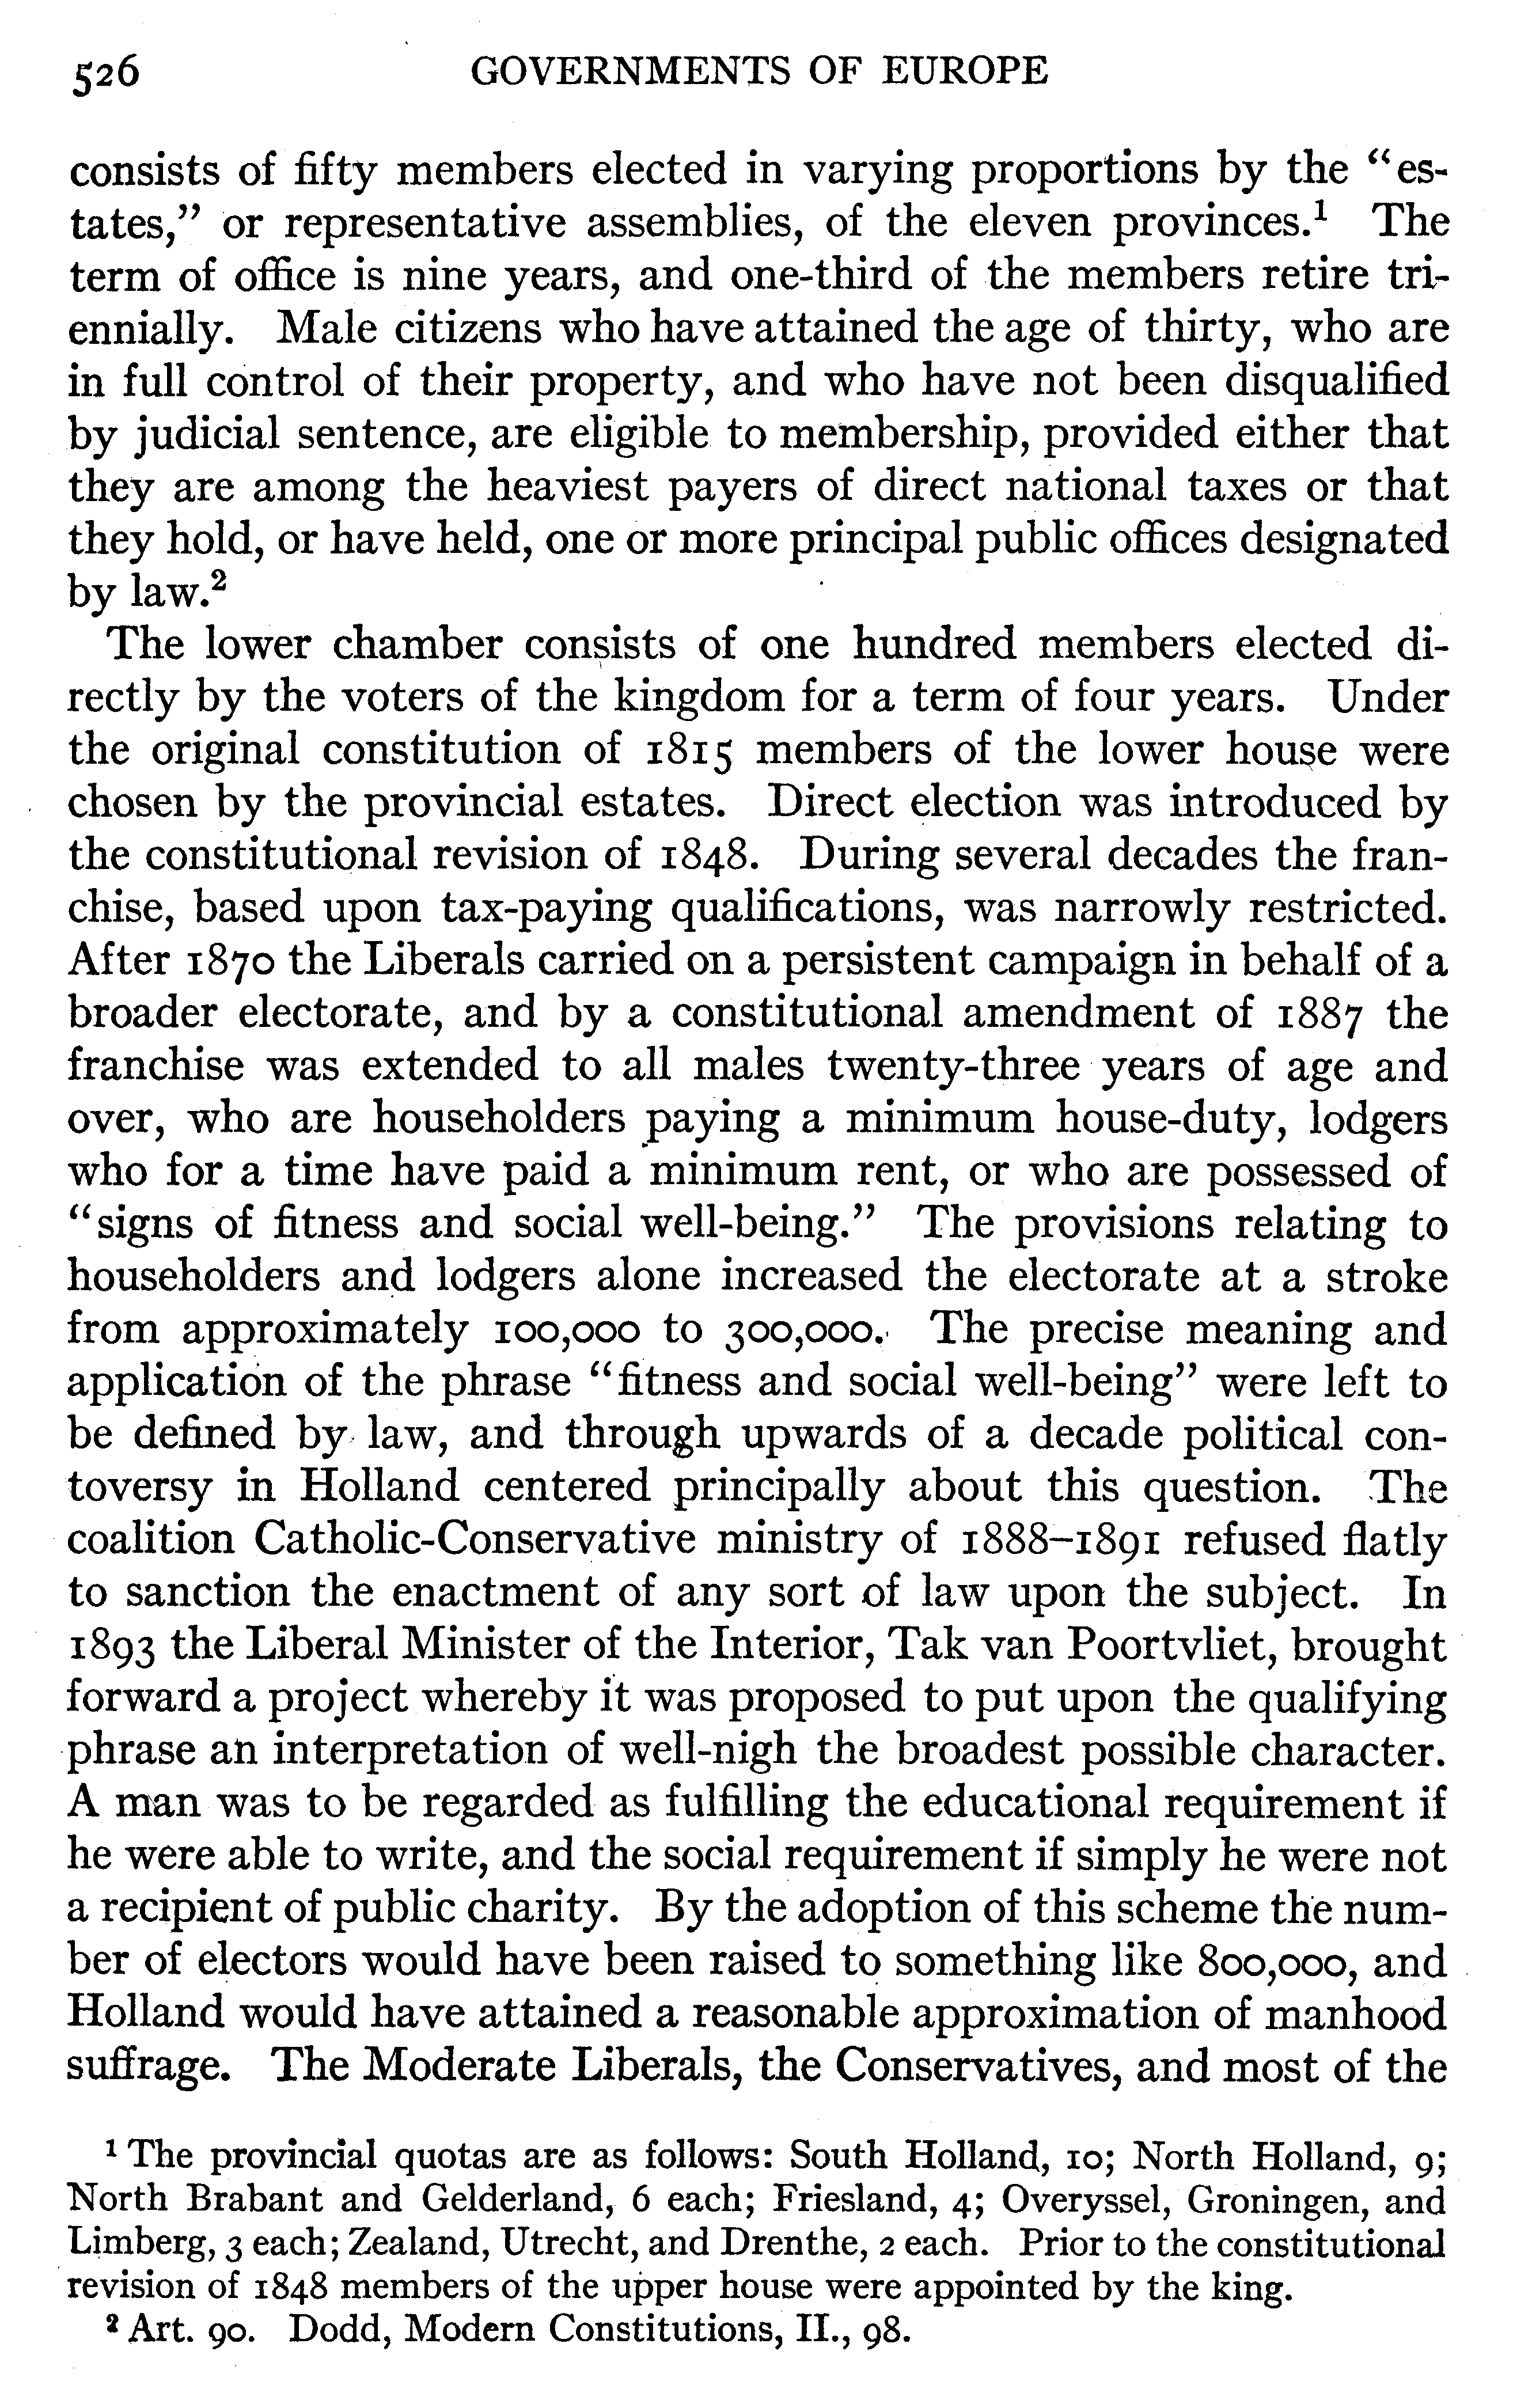 526 GOVERNMENTS OF EUROPE
consists of fifty members elected in varying proportions by the “es-
tates,” or representative assemblies, of the eleven provinces.¹ The
term of office is nine years, and one-third of the members retire tri-
ennially. Male citizens who have attained the age of thirty, who are
in full control of their property, and who have not been disqualified
by judicial sentence, are eligible to membership, provided either that
they are among the heaviest payers of direct national taxes or that
they hold, or have held, one or more principal public offices designated
by law.²
The lower chamber consists of one hundred members elected di-
rectly by the voters of the kingdom for a term of four years. Under
the original constitution of 1815 members of the lower house were
chosen by the provincial estates. Direct election was introduced by
the constitutional revision of 1848. During several decades the fran-
chise, based upon tax-paying qualifications, was narrowly restricted.
After 1870 the Liberals carried on a persistent campaign in behalf of a
broader electorate, and by a constitutional amendment of 1887 the
franchise was extended to all males twenty-three years of age and
over, who are householders paying a minimum house-duty, lodgers
who for a time have paid a minimum rent, or who are possessed of
“signs of fitness and social well-being.” The provisions relating to
householders and lodgers alone increased the electorate at a stroke
from approximately 100,000 to 300,000. The precise meaning and
application of the phrase “fitness and social well-being” were left to
be defined by law, and through upwards of a decade political con-
toversy in Holland centered principally about this question. The
coalition Catholic-Conservative ministry of 1888–1891 refused flatly
to sanction the enactment of any sort of law upon the subject. In
1893 the Liberal Minister of the Interior, Tak van Poortvliet, brought
forward a project whereby it was proposed to put upon the qualifying
phrase an interpretation of well-nigh the broadest possible character.
A man was to be regarded as fulfilling the educational requirement if
he were able to write, and the social requirement if simply he were not
a recipient of public charity. By the adoption of this scheme the num-
ber of electors would have been raised to something like 800,000, and
Holland would have attained a reasonable approximation of manhood
suffrage. The Moderate Liberals, the Conservatives, and most of the
¹ The provincial quotas are as follows: South Holland, 10; North Holland, 9;
North Brabant and Gelderland, 6 each; Friesland, 4; Overyssel, Groningen, and
Limberg, 3 each; Zealand, Utrecht, and Drenthe, 2 each. Prior to the constitutional
revision of 1848 members of the upper house were appointed by the king.
² Art. 90. Dodd, Modern Constitutions, II., 98.